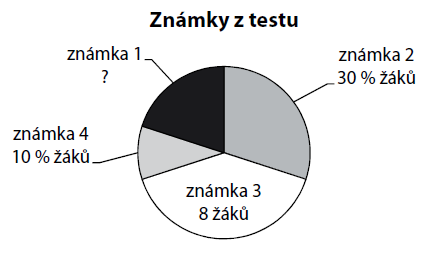 Známky z testu
známka 1
?
známka 2
30 % žáků
známka 4
10 % žáků
známka 3
8 žáků